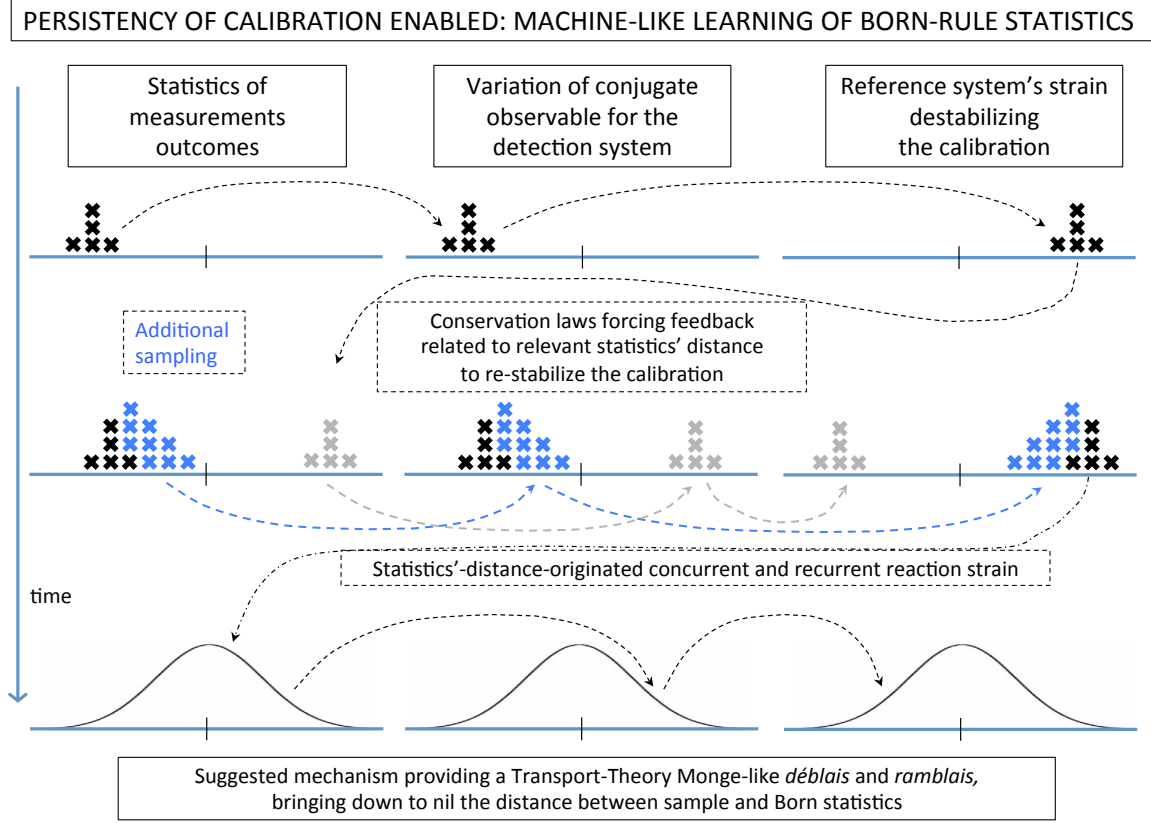 PERSISTENCY OF CALIBRATION ENABLED: MACHINE-LIKE LEARNING OF BORN-RULE STATISTICS
Statistics of
measurements
outcomes
Variation of conjugate
observable for the
detection system
Reference system's strain
destabilizing
the calibration
Additional
sampling
Conservation laws forcing feedback
related to relevant statistics' distance
to re-stabilize the calibration
Statistics'-distance-originated concurrent and recurrent reaction strain
time
Suggested mechanism providing a Transport-Theory Monge-like déblais and ramblais,
bringing down to nil the distance between sample and Born statistics